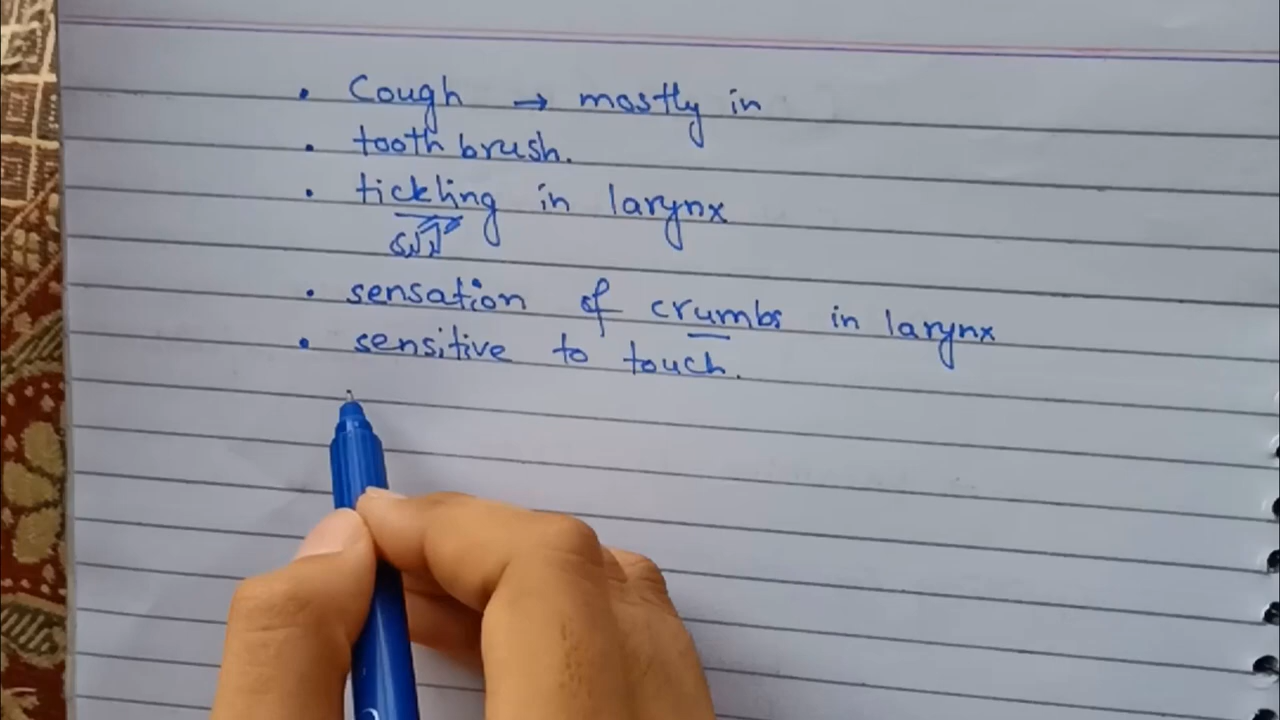 • Cough → mostly in
• tooth brush.
• tickling in larynx
• sensation of crumbs in larynx
• sensitive to touch.